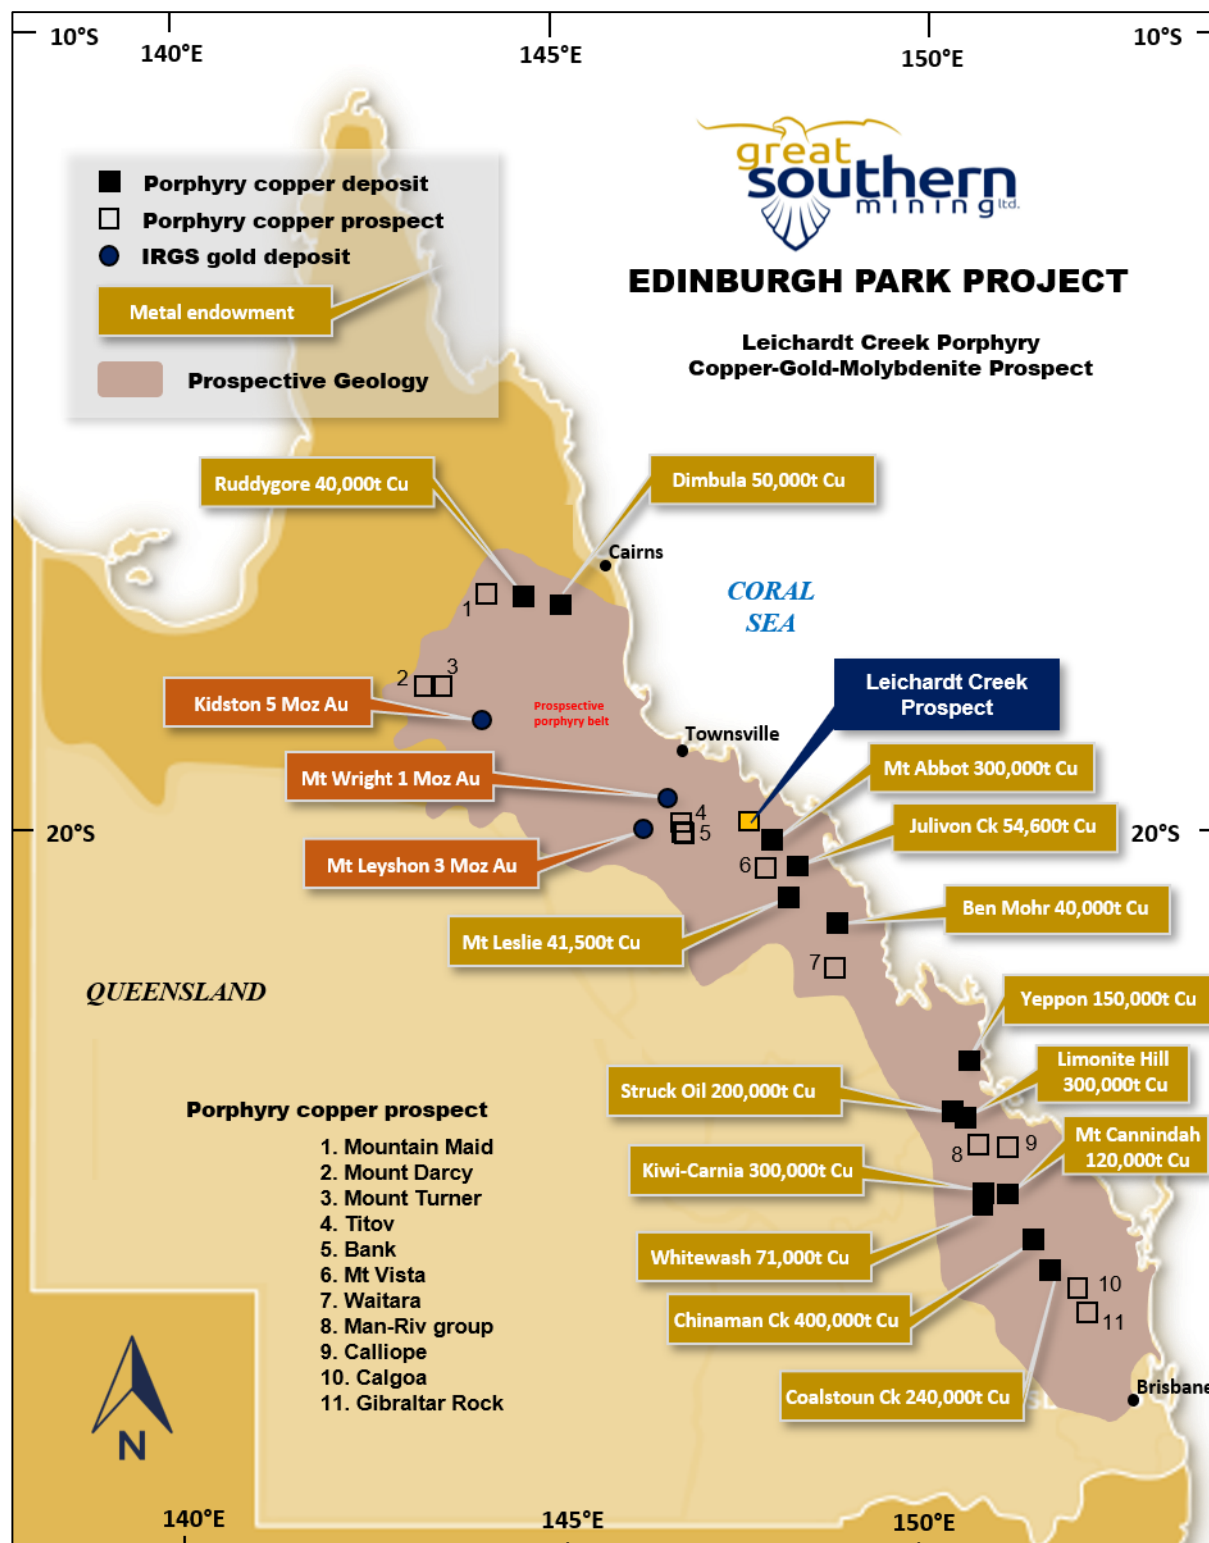 10°S
140°E
145°E
150°E
10°S
great
southern
mining ltd.
EDINBURGH PARK PROJECT
Leichardt Creek Porphyry
Copper-Gold-Molybdenite Prospect
Porphyry copper deposit
Porphyry copper prospect
IRGS gold deposit
Metal endowment
Prospective Geology
Ruddygore 40,000t Cu
Dimbula 50,000t Cu
Cairns
CORAL
SEA
1
2
3
Kidston 5 Moz Au
Prospsective
porphyry belt
Leichardt Creek
Prospect
Townsville
Mt Wright 1 Moz Au
Mt Abbot 300,000t Cu
4
5
20°S
20°S
Julivon Ck 54,600t Cu
Mt Leyshon 3 Moz Au
6
Ben Mohr 40,000t Cu
Mt Leslie 41,500t Cu
7
QUEENSLAND
Yeppon 150,000t Cu
Limonite Hill
300,000t Cu
Struck Oil 200,000t Cu
Mt Cannindah
120,000t Cu
8
9
Kiwi-Carnia 300,000t Cu
Whitewash 71,000t Cu
Chinaman Ck 400,000t Cu
10
11
Coalstoun Ck 240,000t Cu
Brisbane
Porphyry copper prospect
1. Mountain Maid
2. Mount Darcy
3. Mount Turner
4. Titov
5. Bank
6. Mt Vista
7. Waitara
8. Man-Riv group
9. Calliope
10. Calgoa
11. Gibraltar Rock
N
140°E
145°E
150°E